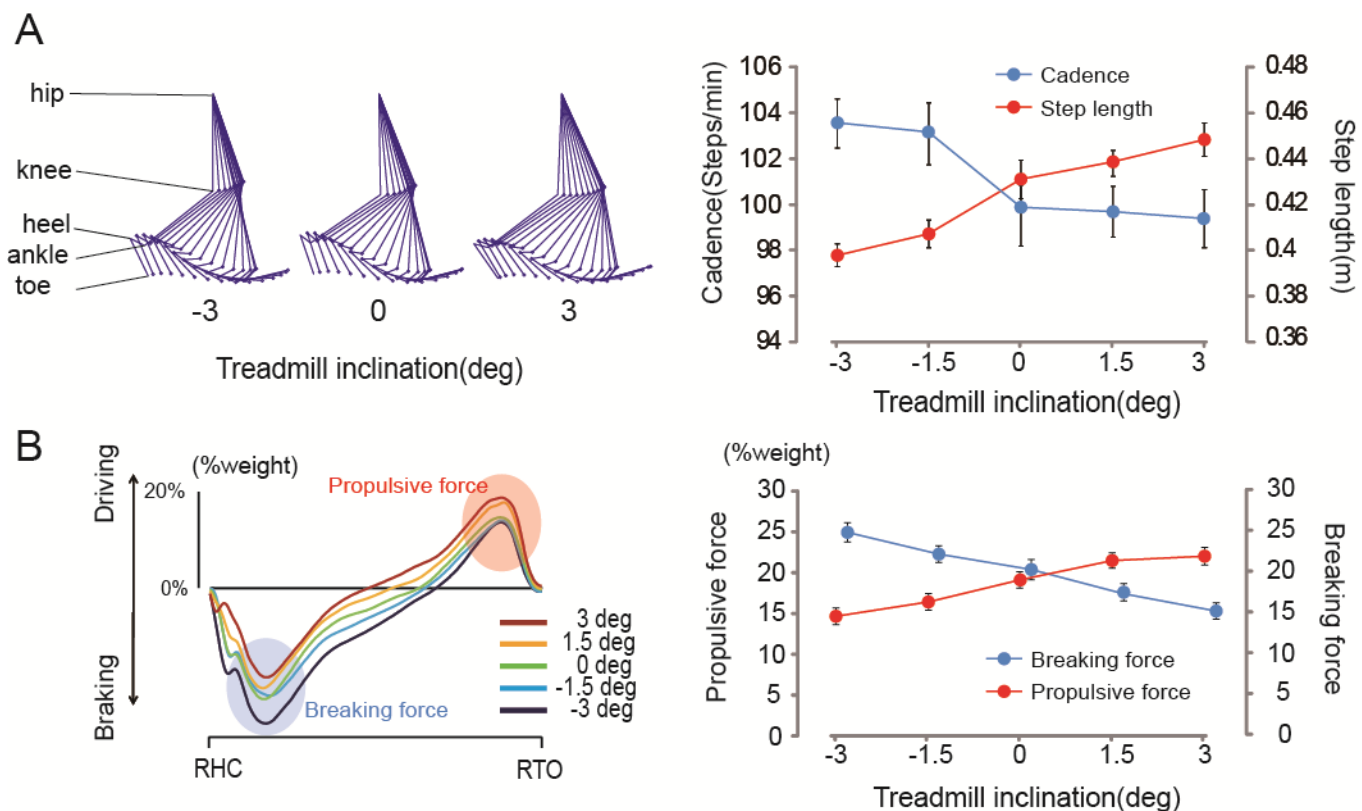 A
hip
knee
heel
ankle
toe
-3
0
3
Treadmill inclination(deg)
Cadence(Steps/min)
106
104
102
100
98
96
94
Cadence
Step length
0.48
0.46
0.44
0.42
0.4
0.38
0.36
Step length(m)
-3
-1.5
0
1.5
3
Treadmill inclination(deg)
B
Driving
Braking
(%weight)
20%
0%
Propulsive force
Breaking force
3 deg
1.5 deg
0 deg
-1.5 deg
-3 deg
RHC
RTO
(%weight)
Propulsive force
30
25
20
15
10
5
0
Breaking force
Propulsive force
30
25
20
15
10
5
0
Breaking force
-3
-1.5
0
1.5
3
Treadmill inclination(deg)